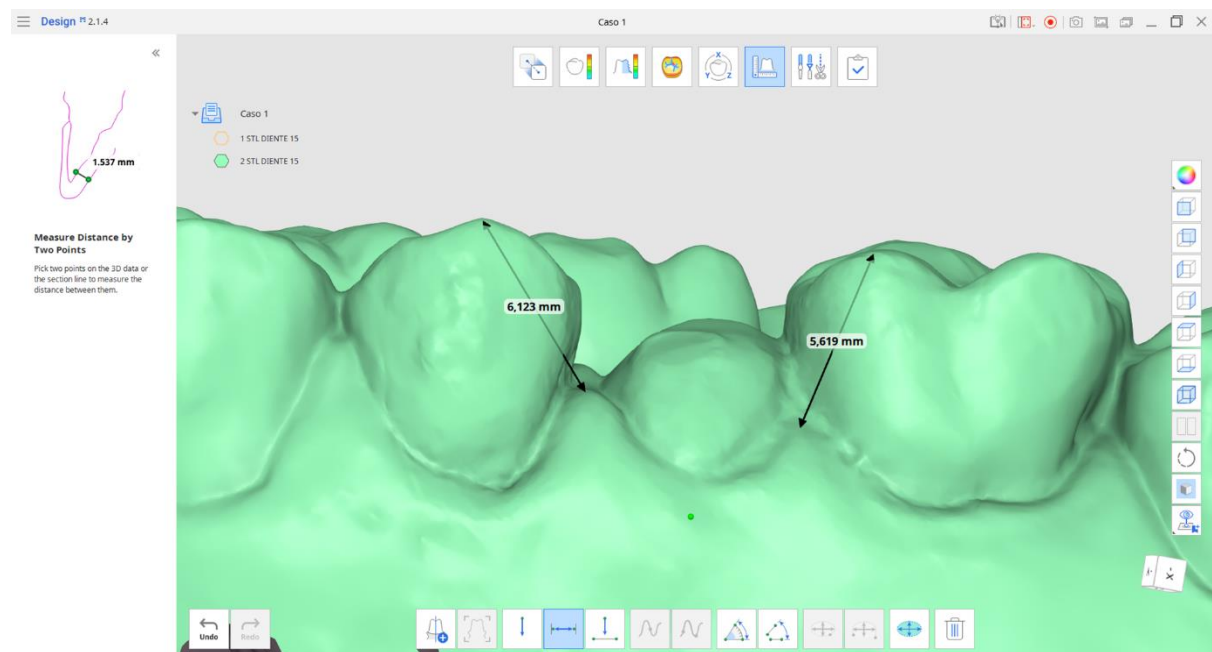 Design M 2.1.4
Caso 1
Caso 1
1 STL DIENTE 15
2 STL DIENTE 15
1.537 mm
Measure Distance by
Two Points
Pick two points on the 3D data or
the section line to measure the
distance between them.
X
Y
Z
6,123 mm
5,619 mm
Undo
Redo